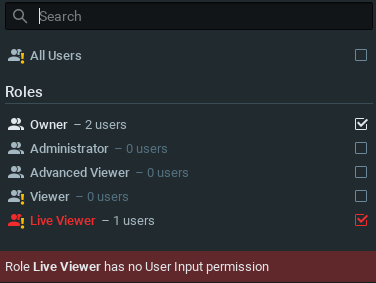 Search
All Users
Roles
Owner – 2 users
Administrator – 0 users
Advanced Viewer – 0 users
Viewer – 0 users
Live Viewer – 1 users
Role Live Viewer has no User Input permission